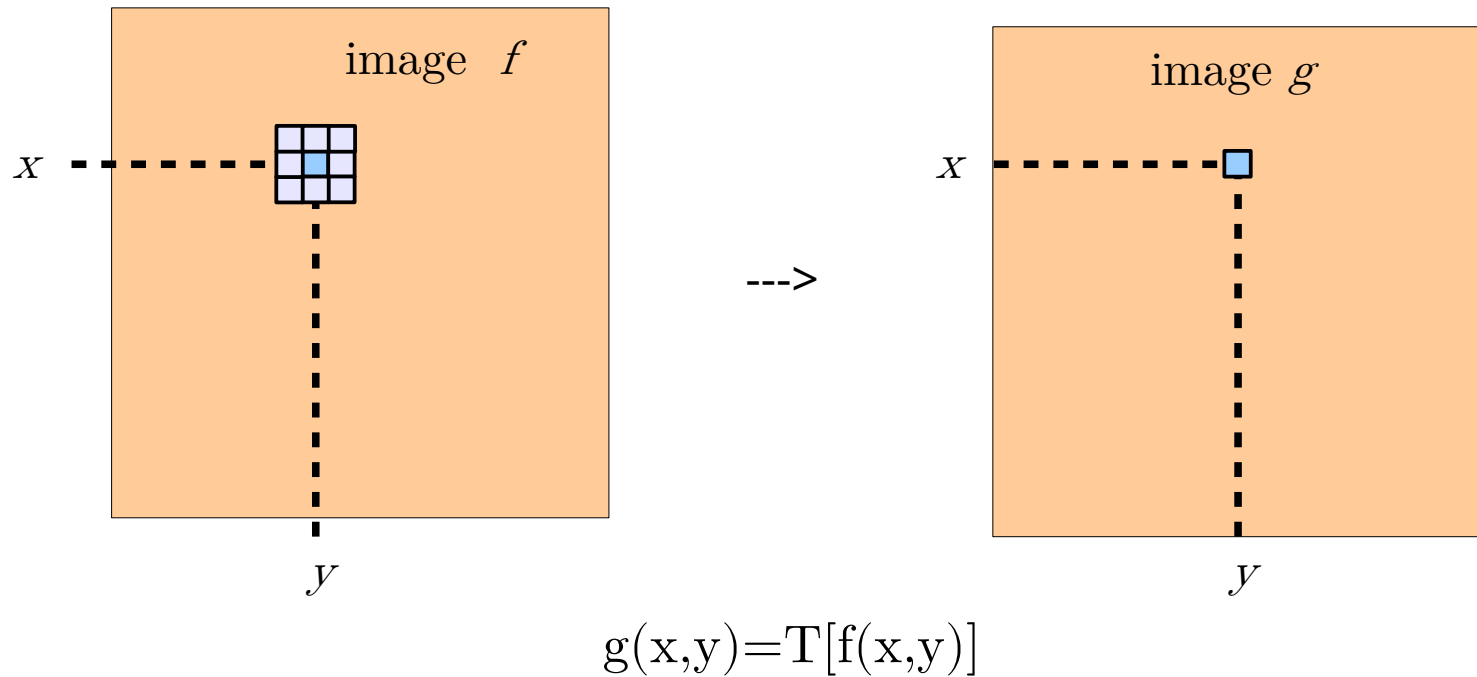 image f
image g
x
x
--->
y
y
g(x,y)=T[f(x,y)]